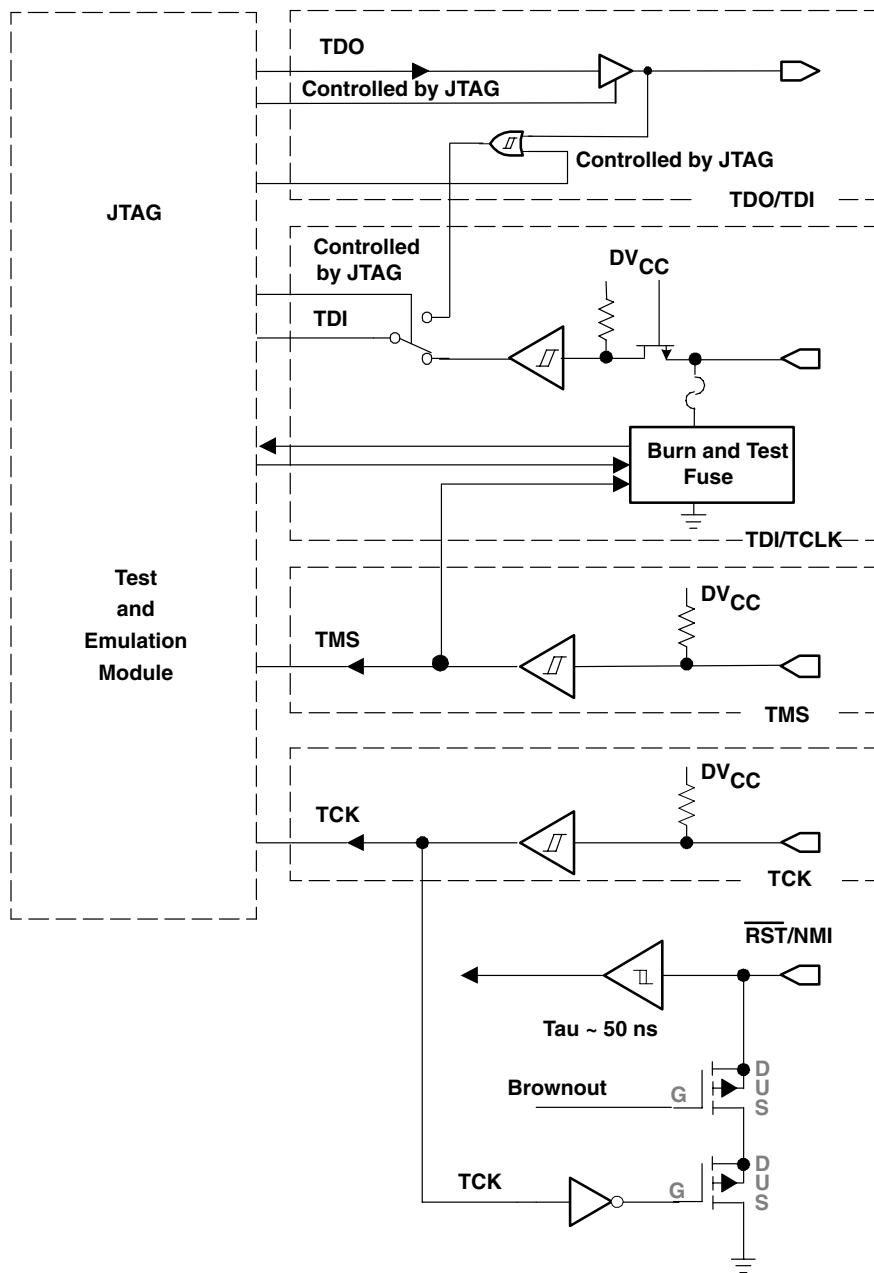 TDO
Controlled by JTAG
Controlled by JTAG
TDO/TDI
JTAG
Controlled
by JTAG
TDI
DVCC
Burn and Test
Fuse
TDI/TCLK
Test
and
Emulation
Module
TMS
DVCC
TMS
TCK
DVCC
TCK
RST/NMI
Tau ~ 50 ns
Brownout
G
D
U
S
TCK
G
D
U
S